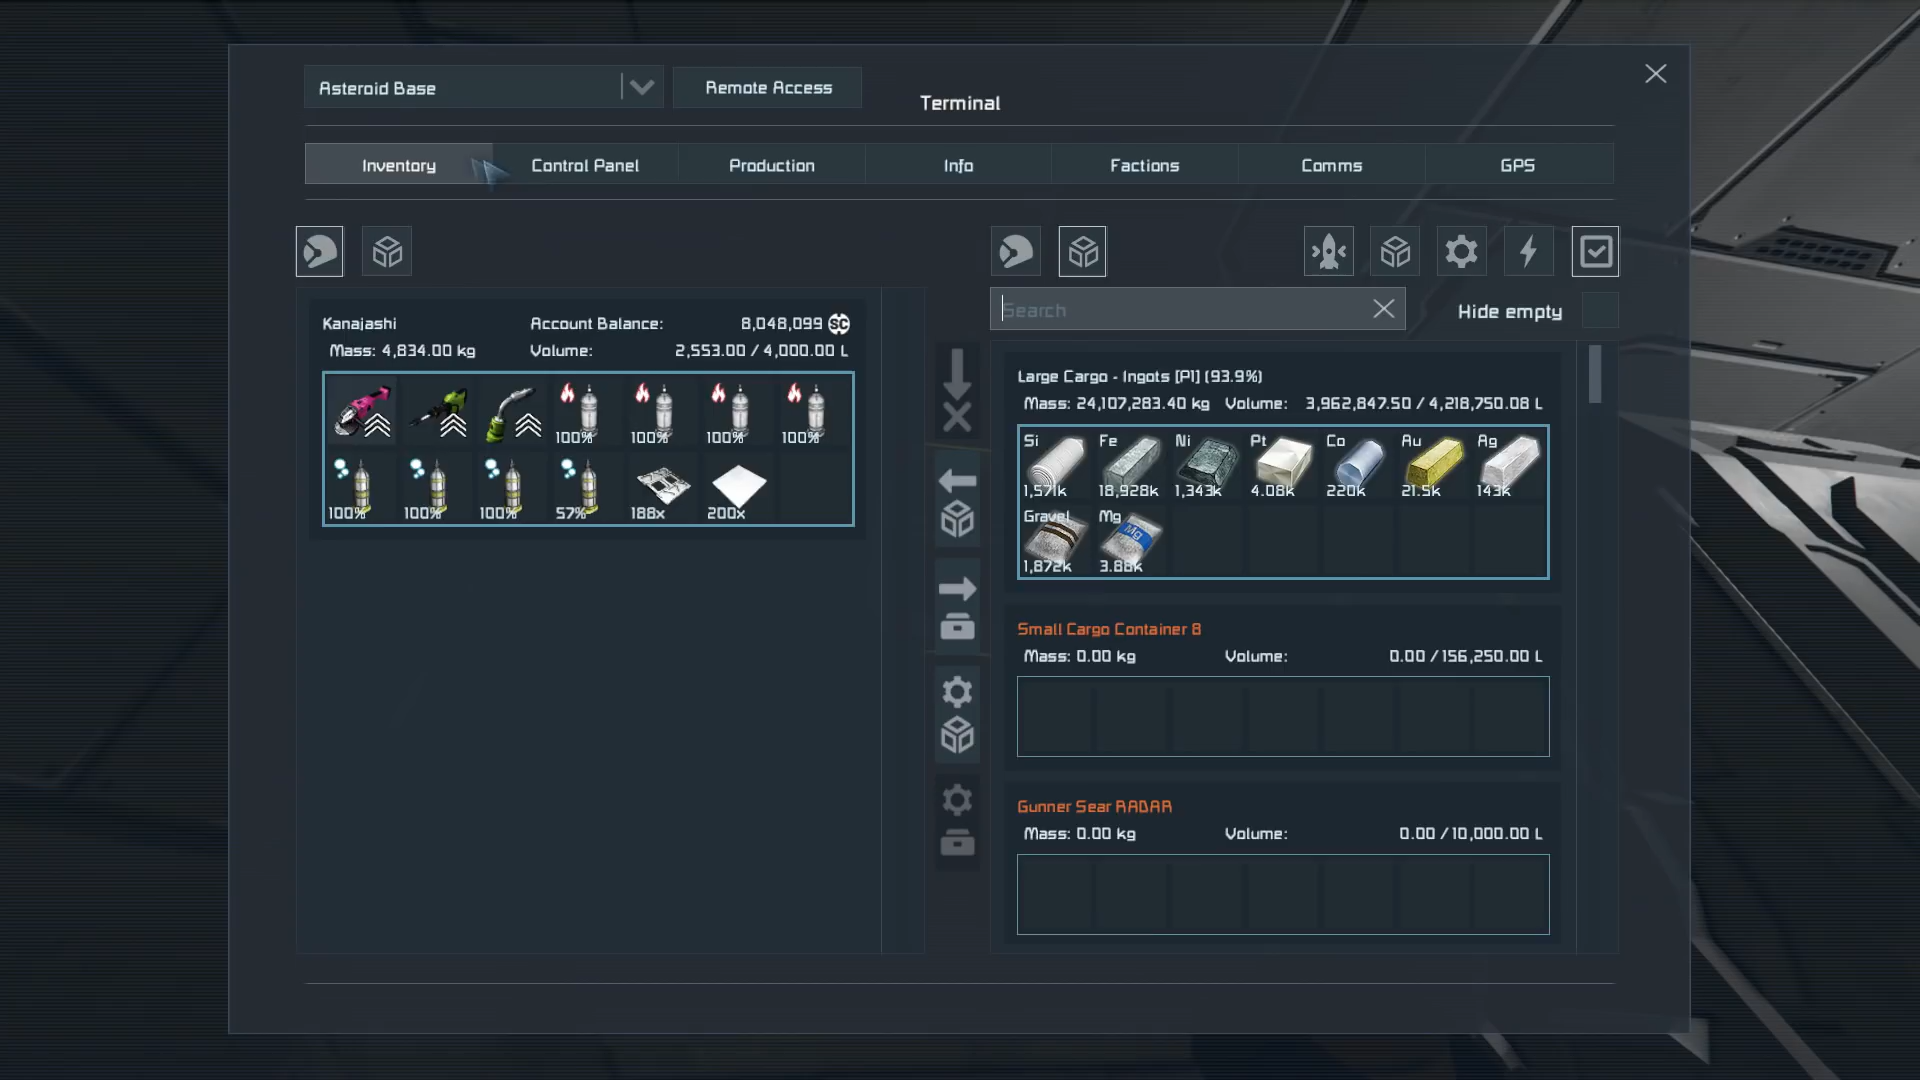 Asteroid Base
Remote Access
Terminal
Inventory
Control Panel
Production
Info
Factions
Comms
GPS
Kanajashi
Account Balance:
8,048,099 SC
Mass: 4,834.00 kg
Volume:
2,553.00 / 4,000.00 L
100%
100%
100%
100%
100%
100%
100%
57%
188x
200x
Search
Hide empty
Large Cargo - Ingots [P1] (93.9%)
Mass: 24,107,283.40 kg
Volume:
3,962,847.50 / 4,218,750.08 L
Si
Fe
Ni
Pt
Co
Au
Ag
1,571k
18,928k
1,343k
4.08k
220k
21.5k
143k
Gravel
Mg
Mg
1,872k
3.88k
Small Cargo Container 8
Mass: 0.00 kg
Volume:
0.00 / 156,250.00 L
Gunner Sear RADAR
Mass: 0.00 kg
Volume:
0.00 / 10,000.00 L